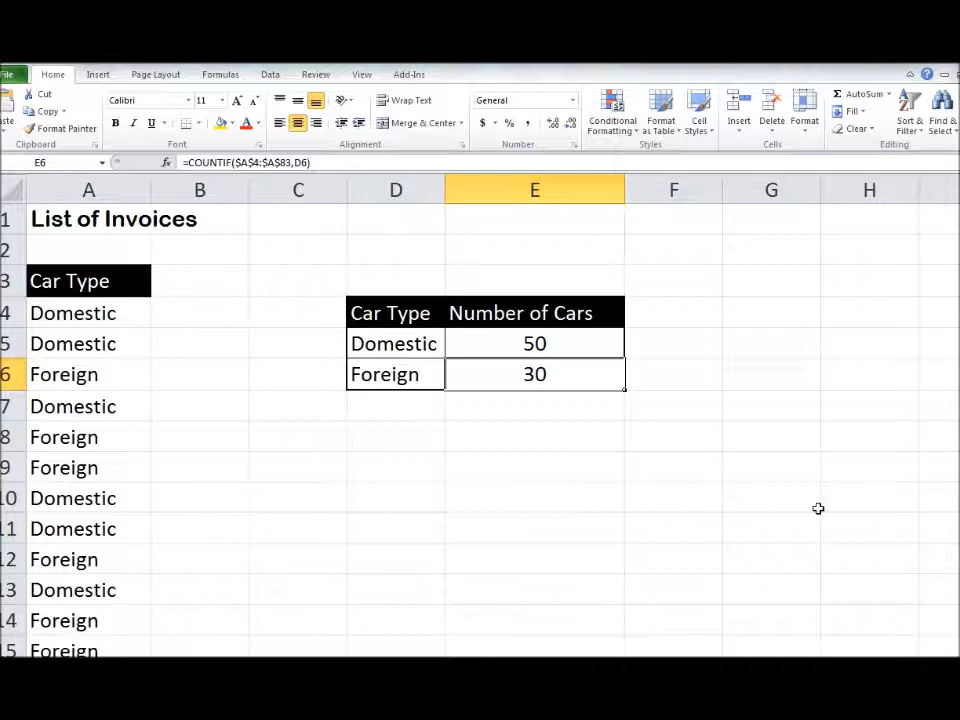 File Home Insert Page Layout Formulas Data Review View Add-Ins
Cut
Copy
Format Painter
Clipboard
Calibri 11 A A
B I U A
Font
Wrap Text
Merge & Center
Alignment
General
$ % ,
Number
Conditional Formatting
Format as Table
Cell Styles
Styles
Insert Delete Format
Cells
Σ AutoSum
Fill
Clear
Sort & Filter
Find & Select
Editing
E6 fx =COUNTIF($A$4:$A$83,D6)
A B C D E F G H
1 List of Invoices
2
3 Car Type
4 Domestic Car Type Number of Cars
5 Domestic Domestic 50
6 Foreign Foreign 30
7 Domestic
8 Foreign
9 Foreign
10 Domestic
11 Domestic
12 Foreign
13 Domestic
14 Foreign
15 Foreign